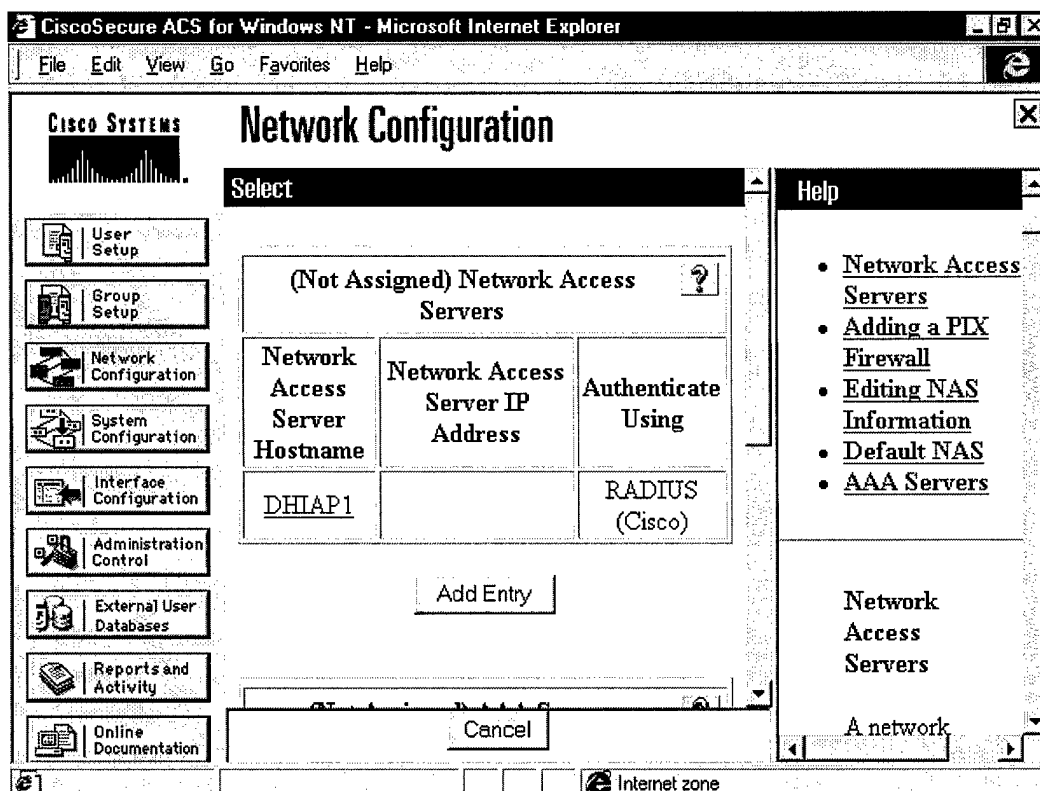 CiscoSecure ACS for Windows NT - Microsoft Internet Explorer
File Edit View Go Favorites Help
CISCO SYSTEMS
Network Configuration
Select
Help
User
Setup
Group
Setup
Network
Configuration
System
Configuration
Interface
Configuration
Administration
Control
External User
Databases
Reports and
Activity
Online
Documentation
(Not Assigned) Network Access
Servers
?
Network
Access
Server
Hostname
Network Access
Server IP
Address
Authenticate
Using
DHIAP1
RADIUS
(Cisco)
Add Entry
Cancel
• Network Access
Servers
• Adding a PIX
Firewall
• Editing NAS
Information
• Default NAS
• AAA Servers
Network
Access
Servers
A network
Internet zone